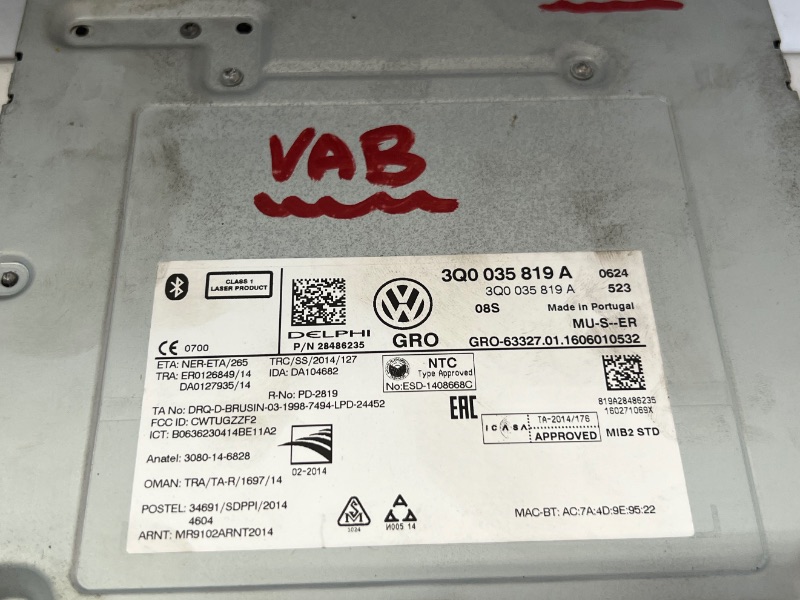 VAB
CLASS 1
LASER PRODUCT
DELPHI
P/N 28486235
GRO
3Q0 035 819 A 0624
3Q0 035 819 A 523
08S Made in Portugal
MU-S--ER
GRO-63327.01.1606010532
CE 0700
ETA: NER-ETA/265 TRC/SS/2014/127
TRA: ER0126849/14 IDA: DA104682
DA0127935/14
R-No: PD-2819
NTC
Type Approved
No:ESD-1408668C
TA No: DRQ-D-BRUSIN-03-1998-7494-LPD-24452
FCC ID: CWTUGZZF2
ICT: B0636230414BE11A2
EAC
819A28486235
160271069X
ICASA TA-2014/176
APPROVED
MIB2 STD
Anatel: 3080-14-6828
02-2014
OMAN: TRA/TA-R/1697/14
POSTEL: 34691/SDPPI/2014
4604
ARNT: MR9102ARNT2014
1024
И005 14
MAC-BT: AC:7A:4D:9E:95:22